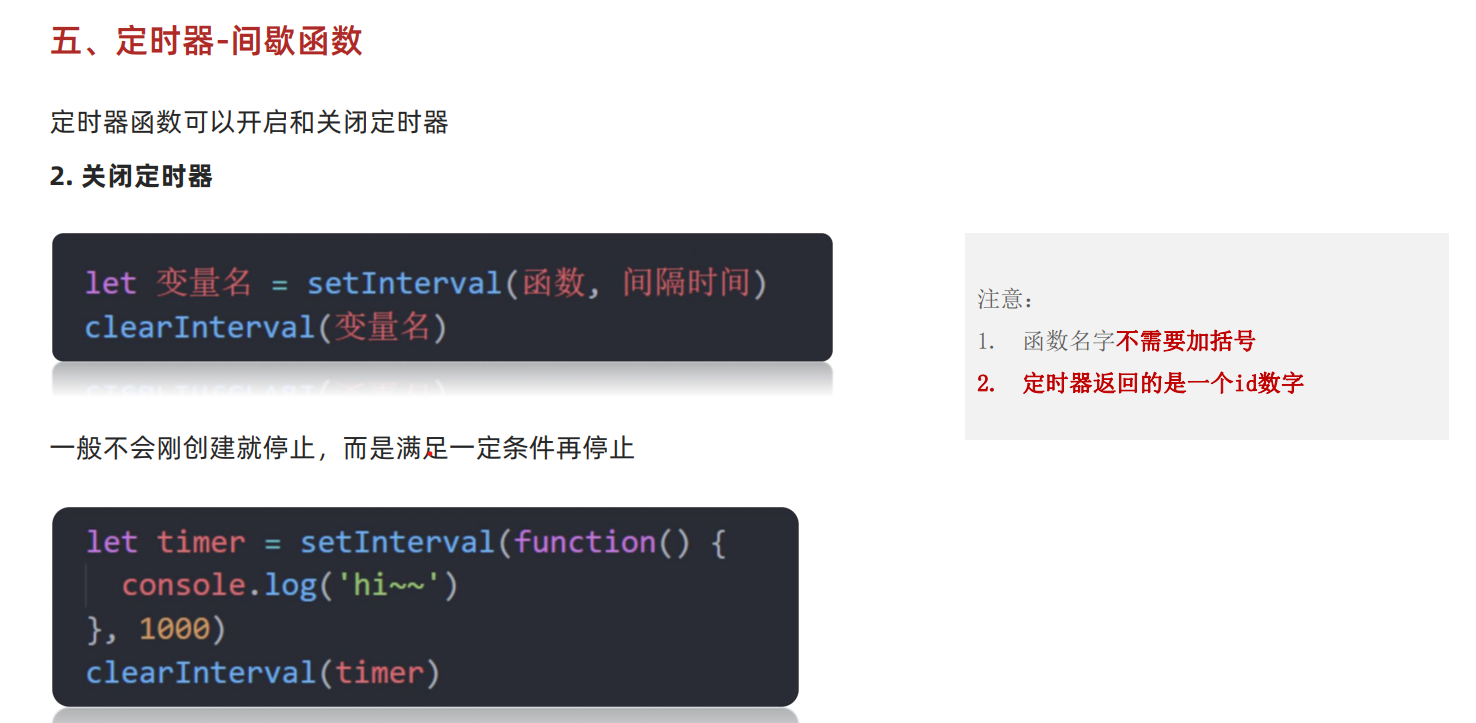 五、定时器-间歇函数
定时器函数可以开启和关闭定时器
2. 关闭定时器
let 变量名 = setInterval(函数, 间隔时间)
clearInterval(变量名)
注意：
1. 函数名字不需要加括号
2. 定时器返回的是一个id数字
一般不会刚创建就停止，而是满足一定条件再停止
let timer = setInterval(function() {
  console.log('hi~~')
}, 1000)
clearInterval(timer)